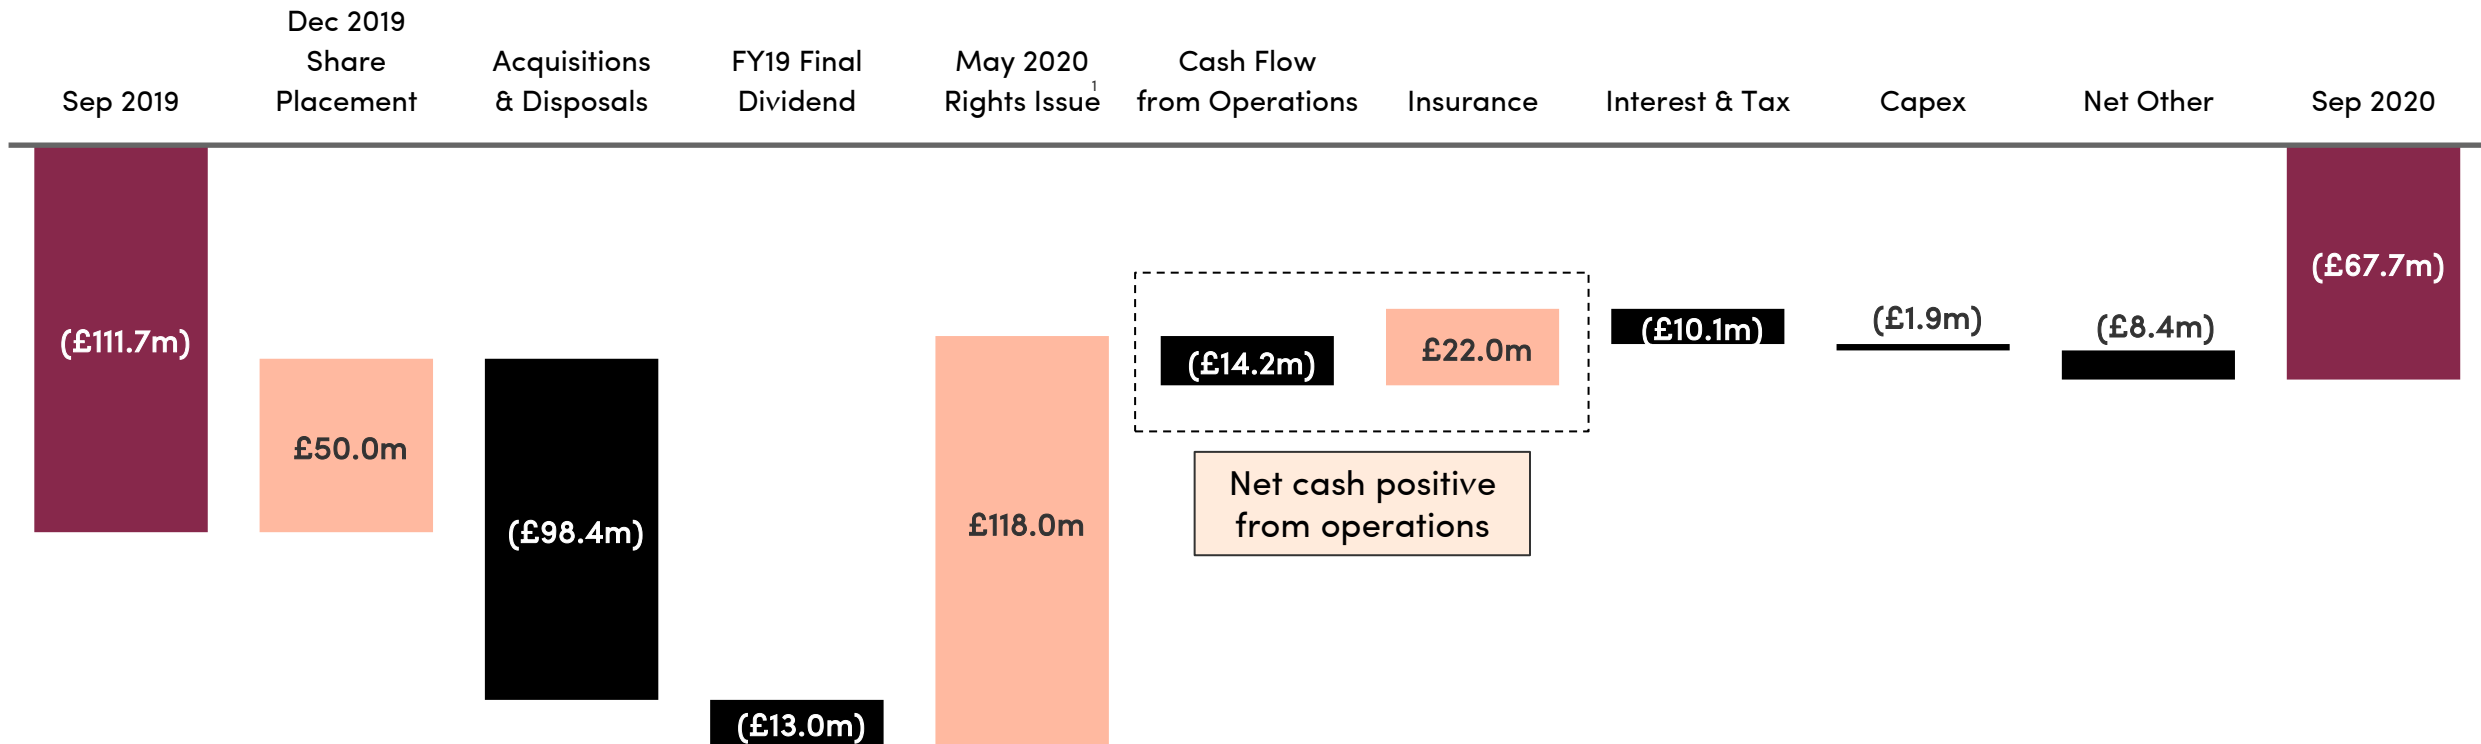 Sep 2019
Dec 2019
Share
Placement
Acquisitions
& Disposals
FY19 Final
Dividend
May 2020
Rights Issue1
Cash Flow
from Operations
Insurance
Interest & Tax
Capex
Net Other
Sep 2020
(£111.7m)
£50.0m
(£98.4m)
(£13.0m)
£118.0m
(£14.2m)
£22.0m
(£10.1m)
(£1.9m)
(£8.4m)
(£67.7m)
Net cash positive
from operations